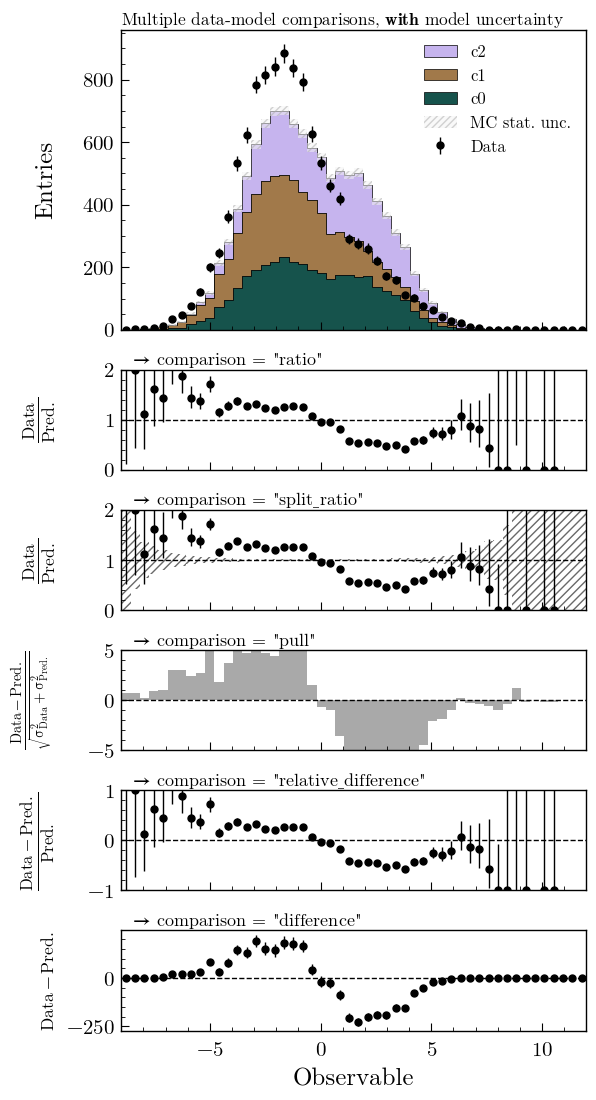 Multiple data-model comparisons, with model uncertainty
Entries
800
600
400
200
0
c2
c1
c0
MC stat. unc.
Data
→ comparison = "ratio"
Data
Pred.
2
1
0
→ comparison = "split_ratio"
Data
Pred.
2
1
0
→ comparison = "pull"
Data − Pred.
√σ²Data + σ²Pred.
5
0
−5
→ comparison = "relative_difference"
Data − Pred.
Pred.
1
0
−1
→ comparison = "difference"
Data − Pred.
0
−250
−5 0 5 10
Observable